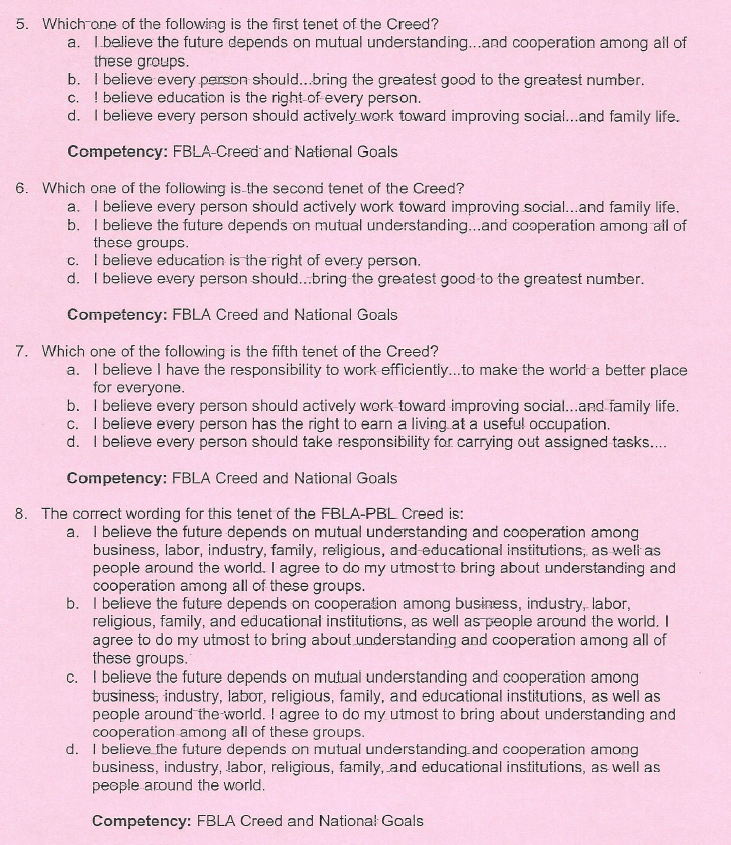 5. Which one of the following is the first tenet of the Creed?
a. I believe the future depends on mutual understanding...and cooperation among all of
these groups.
b. I believe every person should...bring the greatest good to the greatest number.
c. I believe education is the right of every person.
d. I believe every person should actively work toward improving social...and family life.
Competency: FBLA Creed and National Goals
6. Which one of the following is the second tenet of the Creed?
a. I believe every person should actively work toward improving social...and family life.
b. I believe the future depends on mutual understanding...and cooperation among all of
these groups.
c. I believe education is the right of every person.
d. I believe every person should...bring the greatest good to the greatest number.
Competency: FBLA Creed and National Goals
7. Which one of the following is the fifth tenet of the Creed?
a. I believe I have the responsibility to work efficiently...to make the world a better place
for everyone.
b. I believe every person should actively work toward improving social...and family life.
c. I believe every person has the right to earn a living at a useful occupation.
d. I believe every person should take responsibility for carrying out assigned tasks....
Competency: FBLA Creed and National Goals
8. The correct wording for this tenet of the FBLA-PBL Creed is:
a. I believe the future depends on mutual understanding and cooperation among
business, labor, industry, family, religious, and educational institutions, as well as
people around the world. I agree to do my utmost to bring about understanding and
cooperation among all of these groups.
b. I believe the future depends on cooperation among business, industry, labor,
religious, family, and educational institutions, as well as people around the world. I
agree to do my utmost to bring about understanding and cooperation among all of
these groups.
c. I believe the future depends on mutual understanding and cooperation among
business, industry, labor, religious, family, and educational institutions, as well as
people around the world. I agree to do my utmost to bring about understanding and
cooperation among all of these groups.
d. I believe the future depends on mutual understanding and cooperation among
business, industry, labor, religious, family, and educational institutions, as well as
people around the world.
Competency: FBLA Creed and National Goals